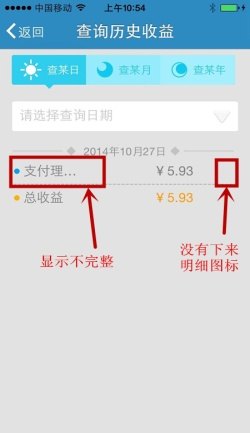 中国移动 上午10:54
返回 查询历史收益
查某日 查某月 查某年
请选择查询日期
2014年10月27日
支付理... ¥ 5.93
总收益 ¥ 5.93
显示不完整
没有下来
明细图标